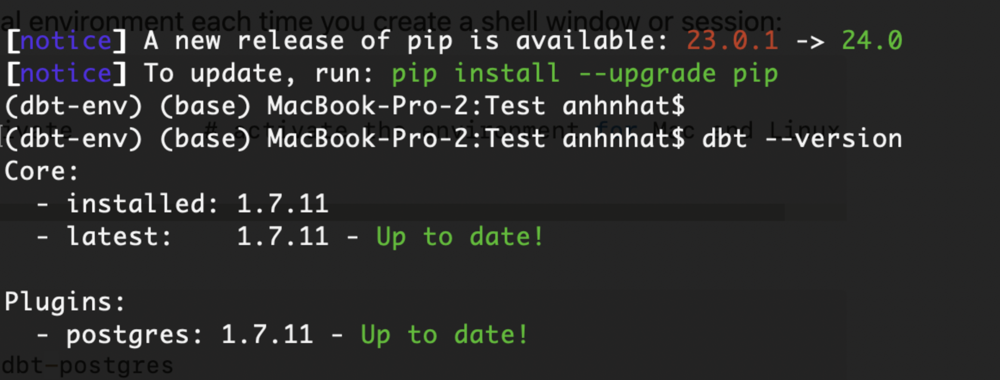 al environment each time you create a shell window or session:
[notice] A new release of pip is available: 23.0.1 -> 24.0
[notice] To update, run: pip install --upgrade pip
(dbt-env) (base) MacBook-Pro-2:Test anhnhat$
ivate # activate the environment for Mac and Linux
(dbt-env) (base) MacBook-Pro-2:Test anhnhat$ dbt --version
Core:
  - installed: 1.7.11
  - latest:    1.7.11 - Up to date!

Plugins:
  - postgres: 1.7.11 - Up to date!
dbt-postgres